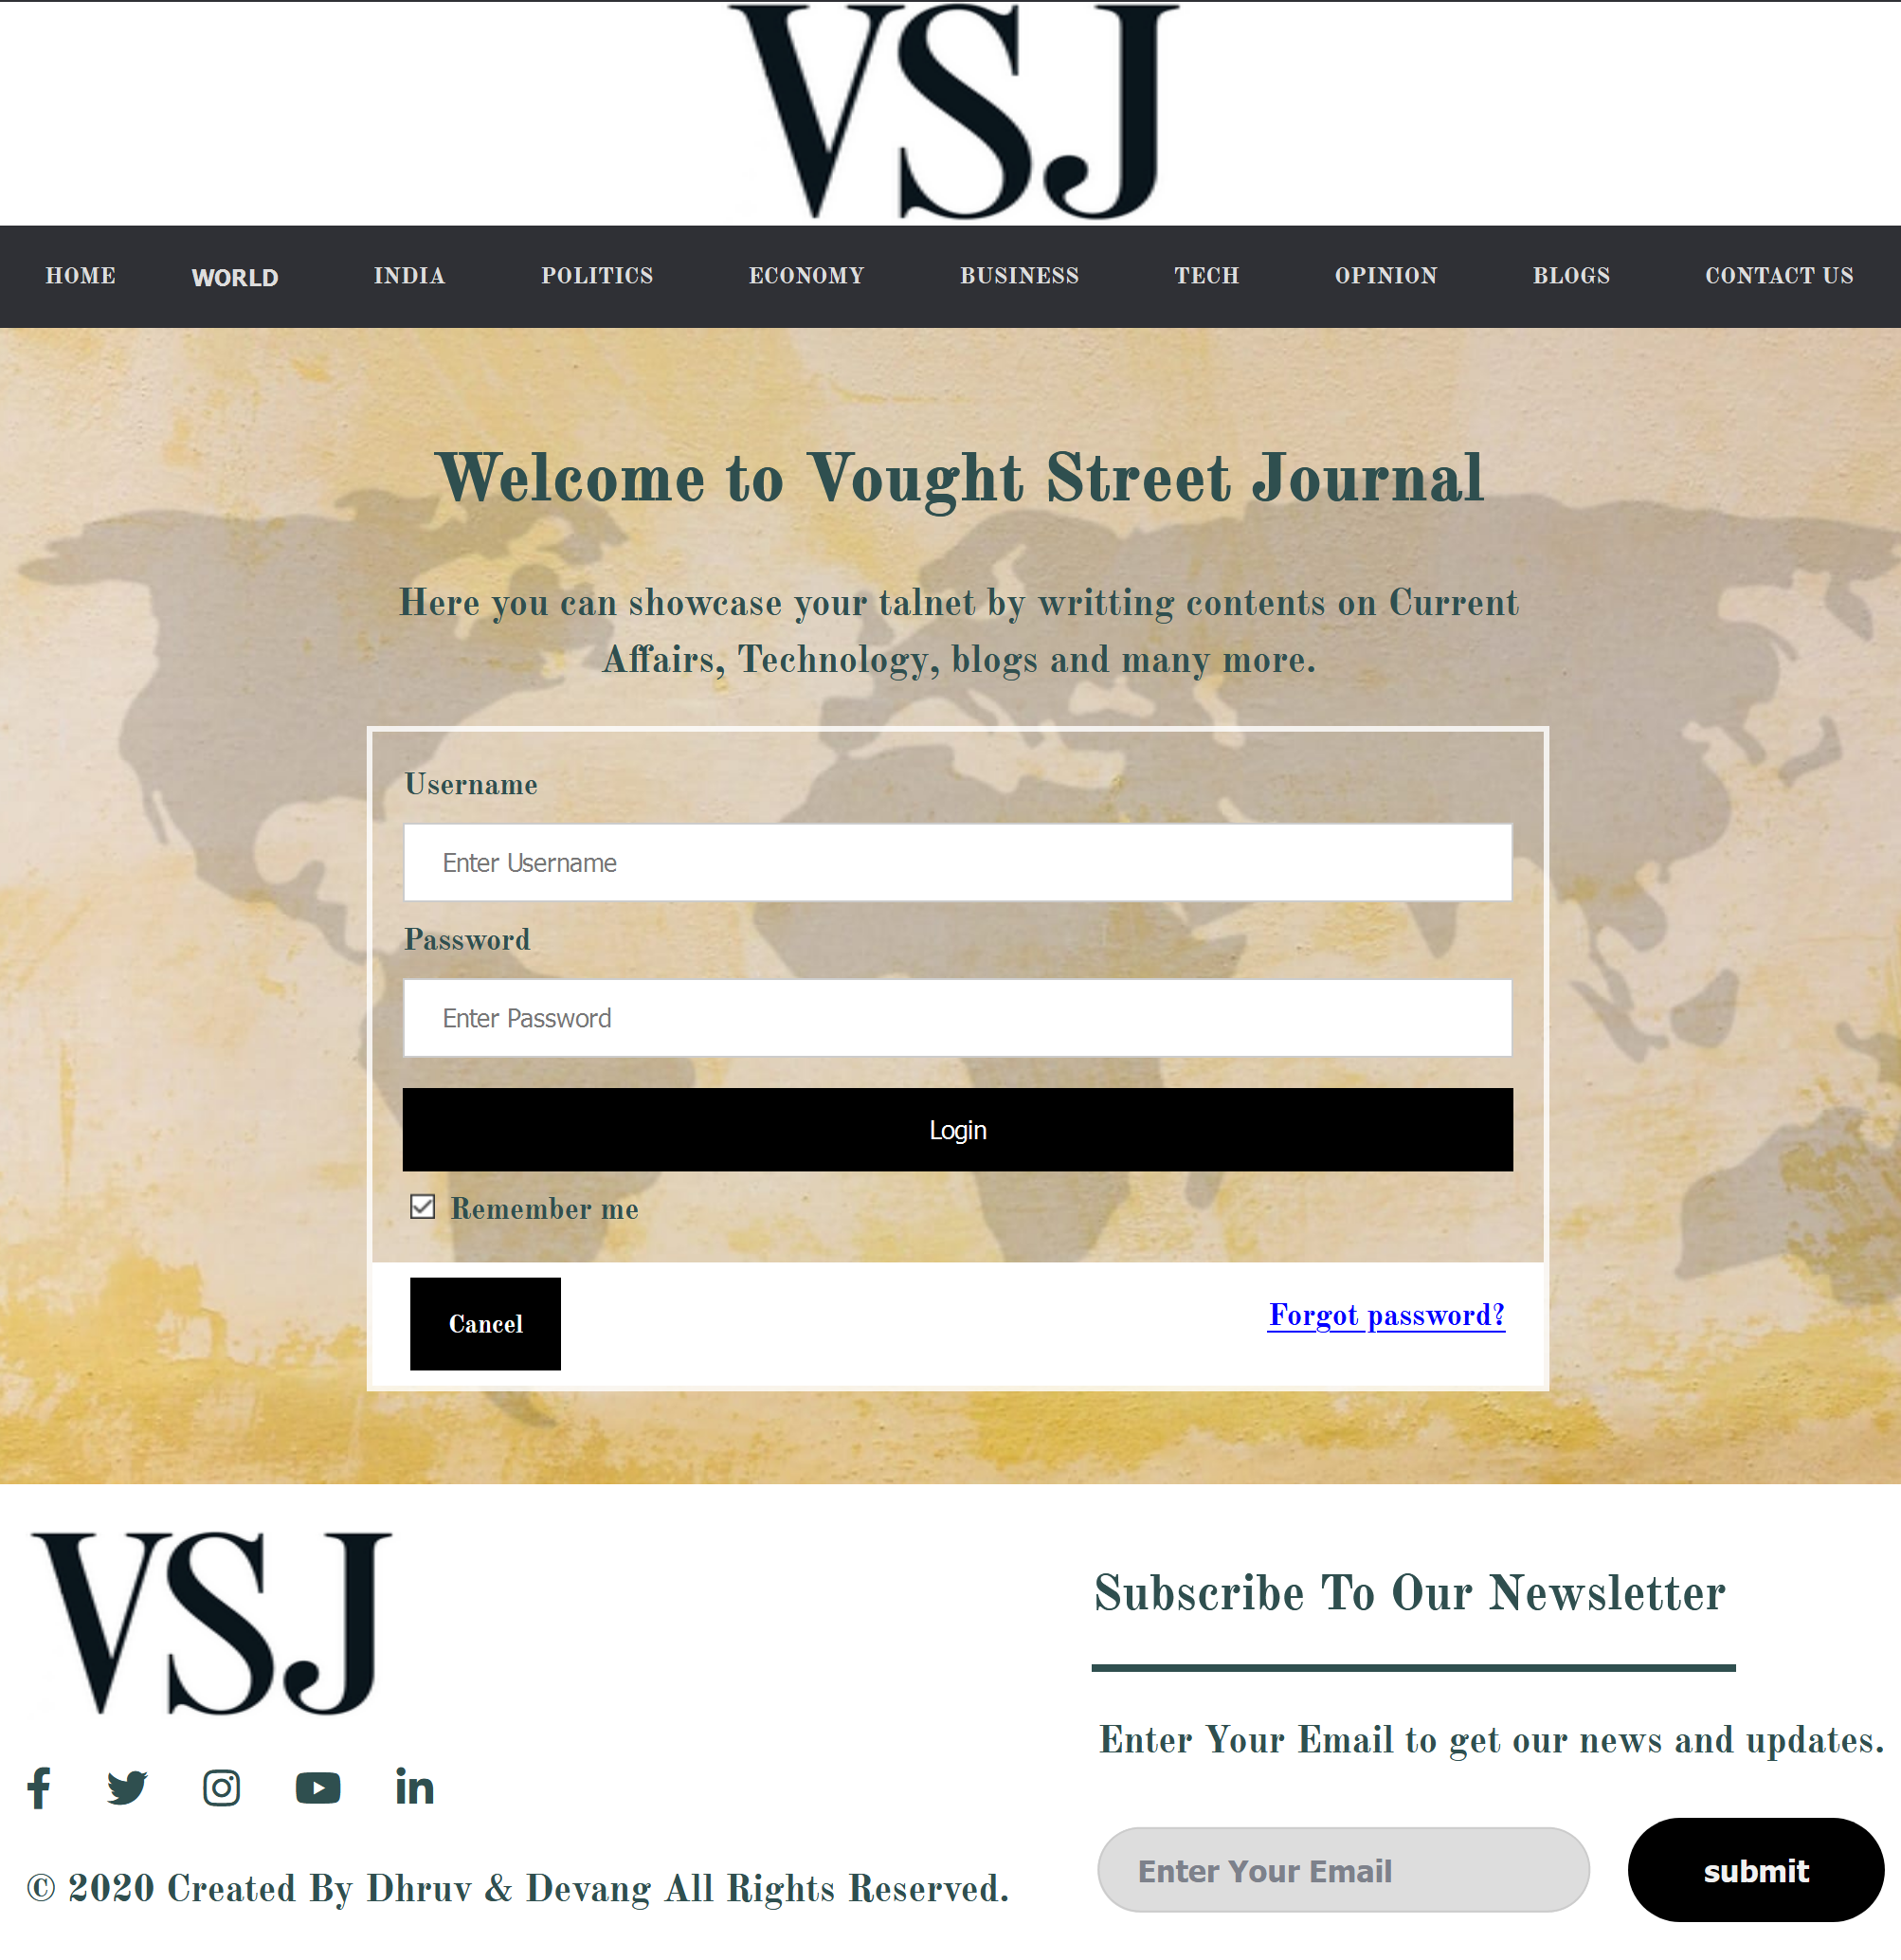 VSJ
HOME WORLD INDIA POLITICS ECONOMY BUSINESS TECH OPINION BLOGS CONTACT US
Welcome to Vought Street Journal
Here you can showcase your talnet by writting contents on Current
Affairs, Technology, blogs and many more.
Username
Enter Username
Password
Enter Password
Login
Remember me
Cancel
Forgot password?
VSJ
© 2020 Created By Dhruv & Devang All Rights Reserved.
Subscribe To Our Newsletter
Enter Your Email to get our news and updates.
Enter Your Email
submit